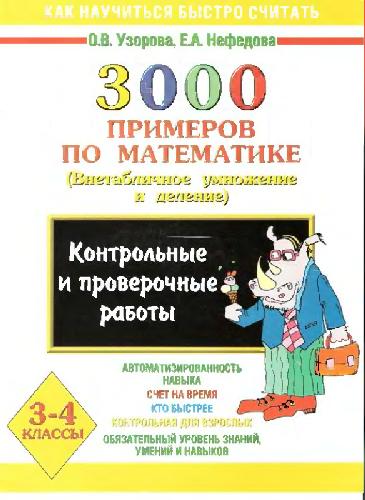 КАК НАУЧИТЬСЯ БЫСТРО СЧИТАТЬ
О.В. Узорова, Е.А. Нефедова
3000
ПРИМЕРОВ
ПО МАТЕМАТИКЕ
(Внетабличное умножение
и деление)
Контрольные
и проверочные
работы
АВТОМАТИЗИРОВАННОСТЬ
НАВЫКА
СЧЕТ НА ВРЕМЯ
КТО БЫСТРЕЕ
КОНТРОЛЬНАЯ ДЛЯ ВЗРОСЛЫХ
ОБЯЗАТЕЛЬНЫЙ УРОВЕНЬ ЗНАНИЙ,
УМЕНИЙ И НАВЫКОВ
3-4
КЛАССЫ